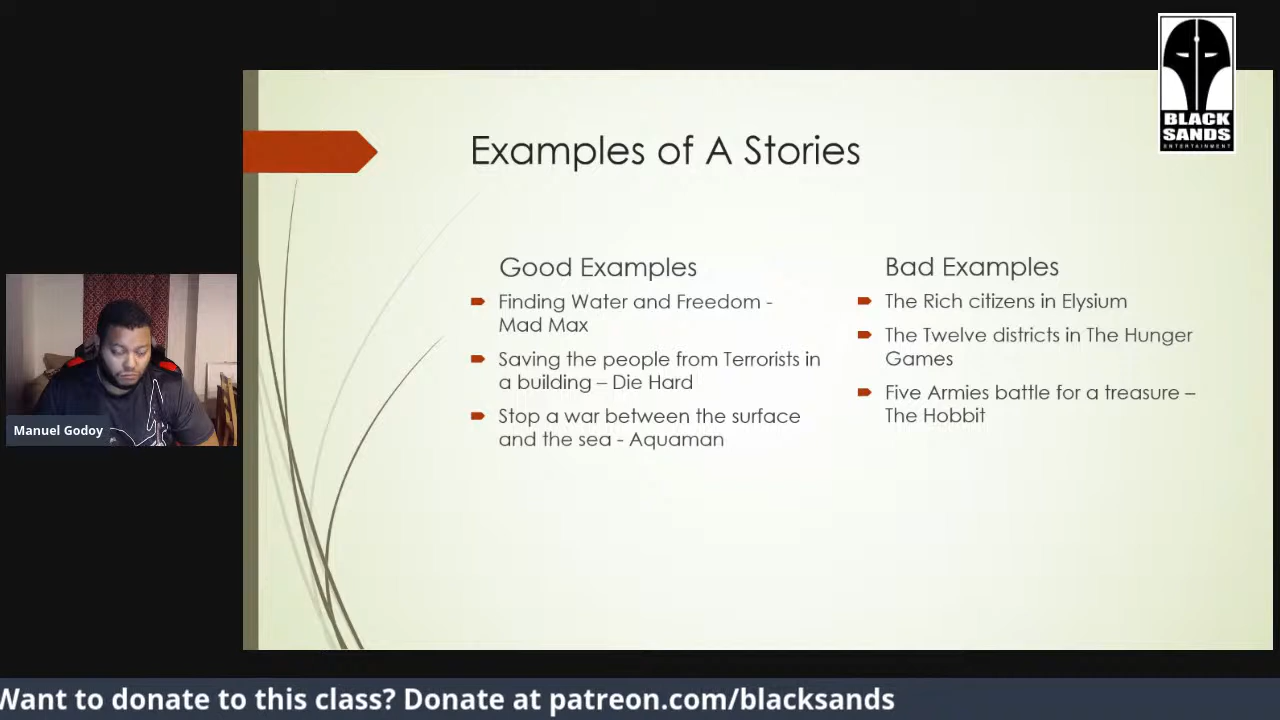 BLACK
SANDS
ENTERTAINMENT
Examples of A Stories
Good Examples
Finding Water and Freedom -
Mad Max
Saving the people from Terrorists in
a building – Die Hard
Stop a war between the surface
and the sea - Aquaman
Bad Examples
The Rich citizens in Elysium
The Twelve districts in The Hunger
Games
Five Armies battle for a treasure –
The Hobbit
Manuel Godoy
Want to donate to this class? Donate at patreon.com/blacksands